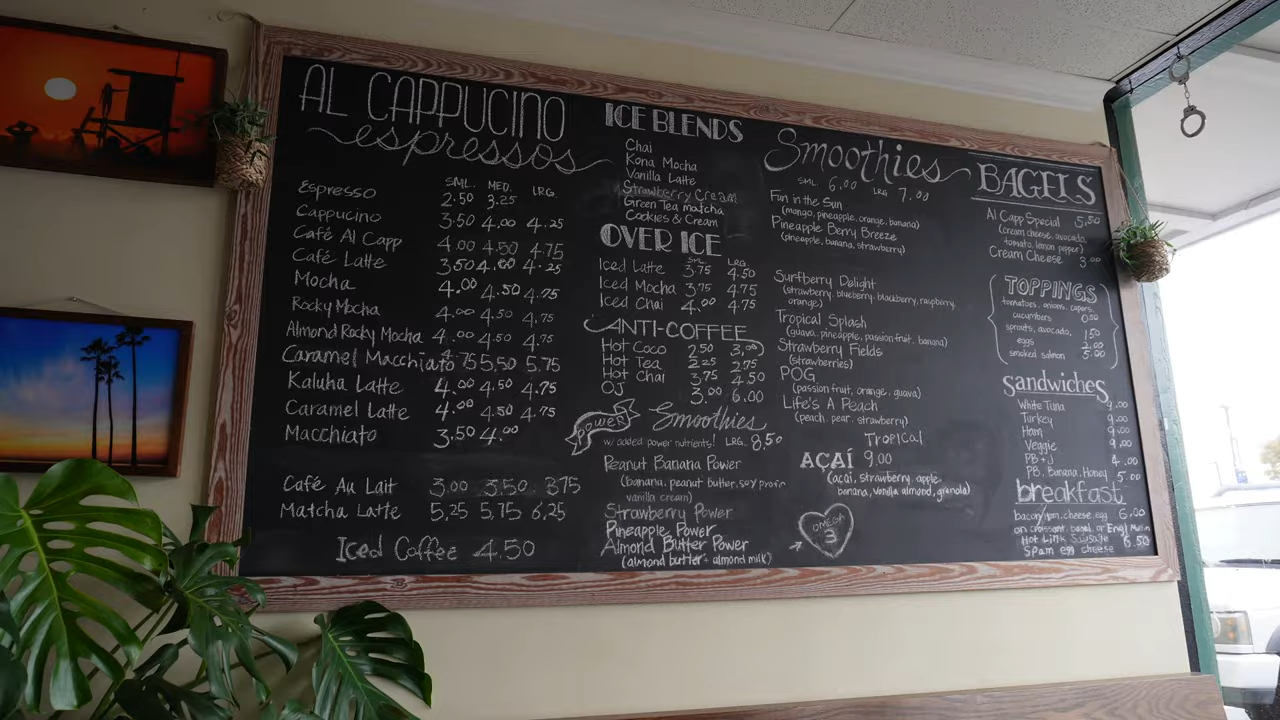 AL CAPPUCINO
espressos
SML. MED. LRG.
Espresso 2.50 3.25
Cappucino 3.50 4.00 4.25
Café Al Capp 4.00 4.50 4.75
Café Latte 3.50 4.00 4.25
Mocha 4.00 4.50 4.75
Rocky Mocha 4.00 4.50 4.75
Almond Rocky Mocha 4.00 4.50 4.75
Caramel Macchiato 4.75 5.50 5.75
Kaluha Latte 4.00 4.50 4.75
Caramel Latte 4.00 4.50 4.75
Macchiato 3.50 4.00
Café Au Lait 3.00 3.50 3.75
Matcha Latte 5.25 5.75 6.25
Iced Coffee 4.50
ICE BLENDS
Chai
Kona Mocha
Vanilla Latte
Strawberry Cream
Green Tea matcha
Cookies & Cream
OVER ICE
SML LRG
Iced Latte 3.75 4.50
Iced Mocha 3.75 4.75
Iced Chai 4.00 4.75
ANTI-COFFEE
Hot Coco 2.50 3.00
Hot Tea 2.25 2.75
Hot Chai 3.75 4.50
OJ 3.00 6.00
Power Smoothies
w/ added power nutrients! LRG. 8.50
Peanut Banana Power
(banana, peanut butter, soy protein
vanilla cream)
Strawberry Power
Pineapple Power
Almond Butter Power
(almond butter + almond milk)
Smoothies
SML 6.00 LRG 7.00
Fun in the Sun
(mango, pineapple, orange, banana)
Pineapple Berry Breeze
(pineapple, banana, strawberry)
Surfberry Delight
(strawberry, blueberry, blackberry, raspberry,
orange)
Tropical Splash
(guava, pineapple, passion fruit, banana)
Strawberry Fields
(strawberries)
POG
(passion fruit, orange, guava)
Life's A Peach
(peach, pear, strawberry)
Tropical
AÇAÍ 9.00
(açai, strawberry, apple,
banana, vanilla almond, granola)
OMEGA
3
BAGELS
Al Capp Special 5.50
(cream cheese, avocado,
tomato, lemon pepper)
Cream Cheese 3.00
TOPPINGS
tomatoes, onions, capers,
cucumbers 0.50
sprouts, avocado, 1.50
eggs 2.00
smoked salmon 5.00
Sandwiches
White Tuna 9.00
Turkey 9.00
Ham 9.00
Veggie 9.00
PB + J 4.00
PB, Banana, Honey 5.00
breakfast
bacon/ham, cheese, egg 6.00
on croissant, bagel, or Engl Muffin
Hot Link Sausage 6.50
Spam egg cheese